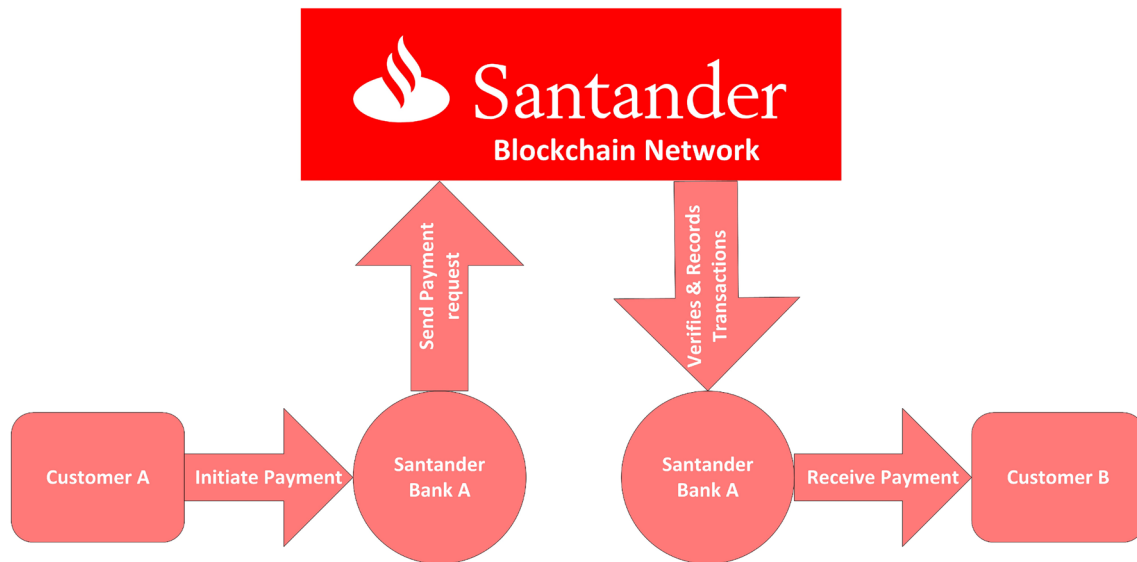 Santander
Blockchain Network
Send Payment
request
Verifies & Records
Transactions
Customer A
Initiate Payment
Santander
Bank A
Santander
Bank A
Receive Payment
Customer B